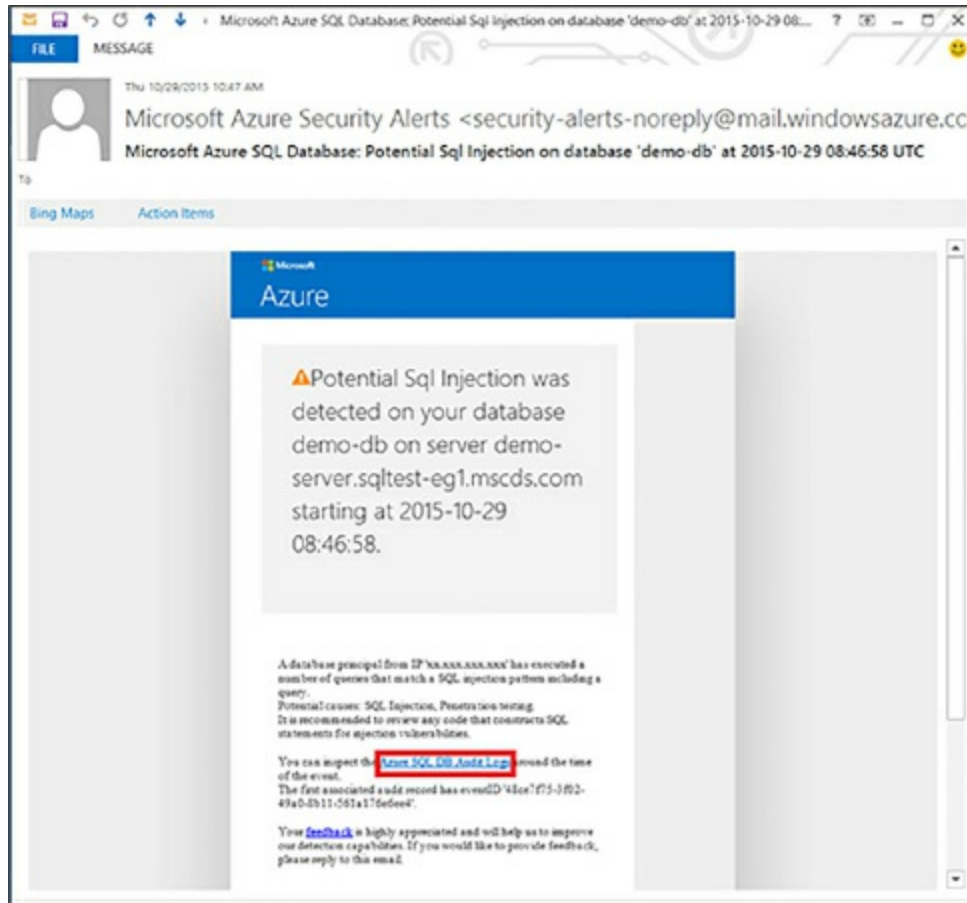 Microsoft Azure SQL Database: Potential Sql Injection on database 'demo-db' at 2015-10-29 08:...
FILE MESSAGE
Thu 10/29/2015 10:47 AM
Microsoft Azure Security Alerts <security-alerts-noreply@mail.windowsazure.co
Microsoft Azure SQL Database: Potential Sql Injection on database 'demo-db' at 2015-10-29 08:46:58 UTC
To
Bing Maps Action Items
Microsoft
Azure
Potential Sql Injection was
detected on your database
demo-db on server demo-
server.sqltest-eg1.mscds.com
starting at 2015-10-29
08:46:58.
A database principal from IP 'xx.xxx.xxx.xxx' has executed a
number of queries that match a SQL injection pattern including a
query.
Potential causes: SQL Injection, Penetration testing.
It is recommended to review any code that constructs SQL
statements for injection vulnerabilities.
You can inspect the Azure SQL DB Audit Logs around the time
of the event.
The first associated audit record has eventID '48ce7f75-3f02-
49a0-8b11-561a176e6ee4'.
Your feedback is highly appreciated and will help us to improve
our detection capabilities. If you would like to provide feedback,
please reply to this email.